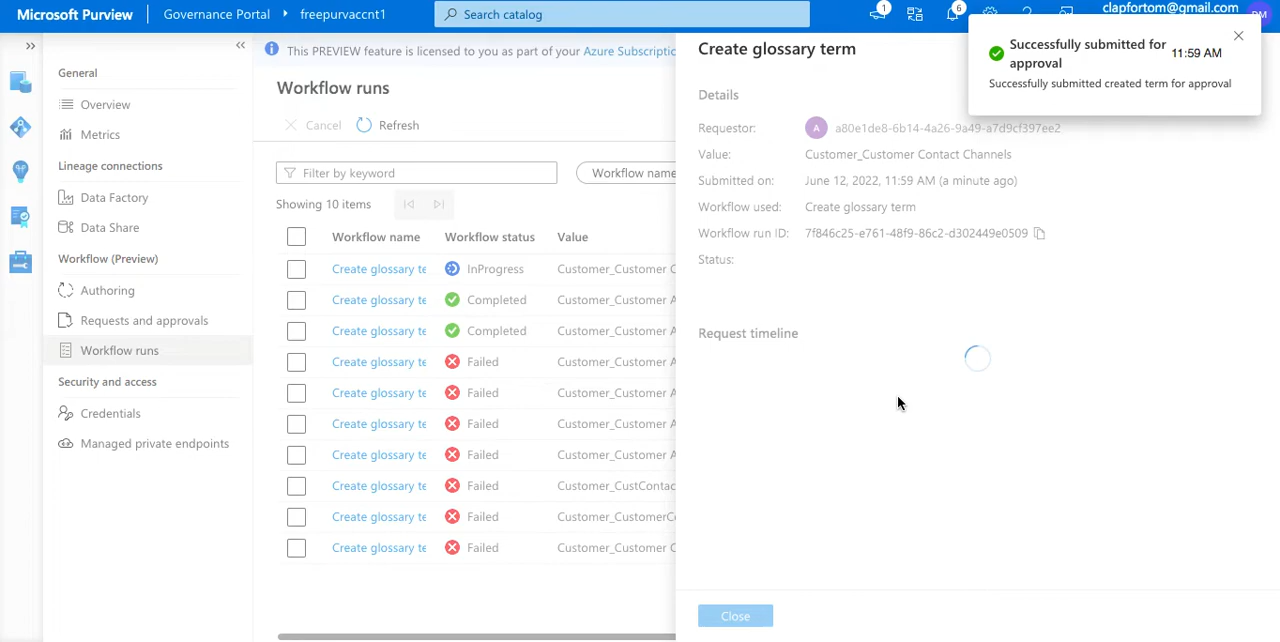 Microsoft Purview
Governance Portal
freepurvaccnt1
Search catalog
1
6
clapfortom@gmail.com
DM
Successfully submitted for approval
11:59 AM
Successfully submitted created term for approval
General
Overview
Metrics
Lineage connections
Data Factory
Data Share
Workflow (Preview)
Authoring
Requests and approvals
Workflow runs
Security and access
Credentials
Managed private endpoints
This PREVIEW feature is licensed to you as part of your Azure Subscriptic
Workflow runs
Cancel
Refresh
Filter by keyword
Workflow name
Showing 10 items
Workflow name Workflow status Value
Create glossary te InProgress Customer_Customer C
Create glossary te Completed Customer_Customer A
Create glossary te Completed Customer_Customer A
Create glossary te Failed Customer_Customer A
Create glossary te Failed Customer_Customer A
Create glossary te Failed Customer_Customer A
Create glossary te Failed Customer_Customer A
Create glossary te Failed Customer_CustContac
Create glossary te Failed Customer_CustomerCo
Create glossary te Failed Customer_Customer C
Create glossary term
Details
Requestor: A a80e1de8-6b14-4a26-9a49-a7d9cf397ee2
Value: Customer_Customer Contact Channels
Submitted on: June 12, 2022, 11:59 AM (a minute ago)
Workflow used: Create glossary term
Workflow run ID: 7f846c25-e761-48f9-86c2-d302449e0509
Status:
Request timeline
Close